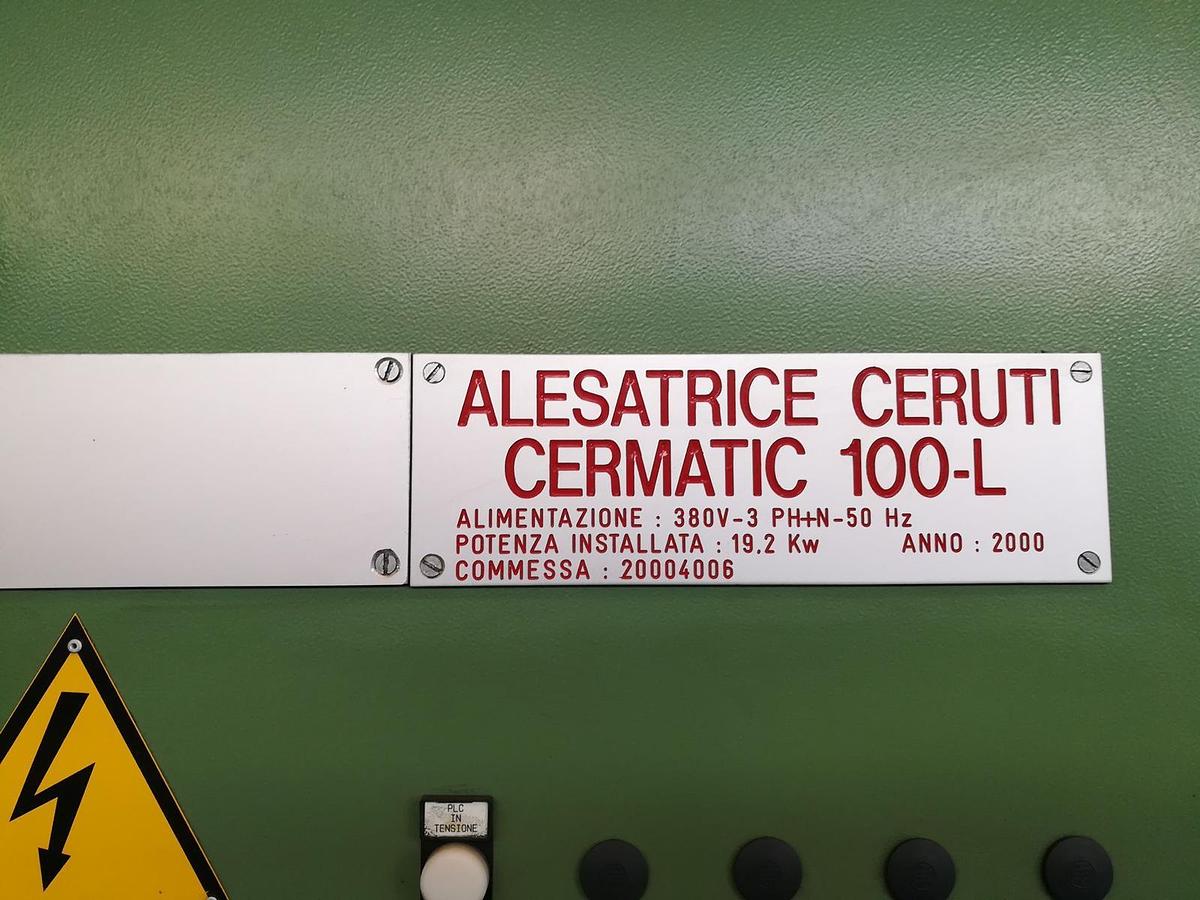 ALESATRICE CERUTI
CERMATIC 100-L
ALIMENTAZIONE : 380V-3 PH+N-50 Hz
POTENZA INSTALLATA : 19,2 Kw ANNO : 2000
COMMESSA : 20004006
PLC
IN
TENSIONE